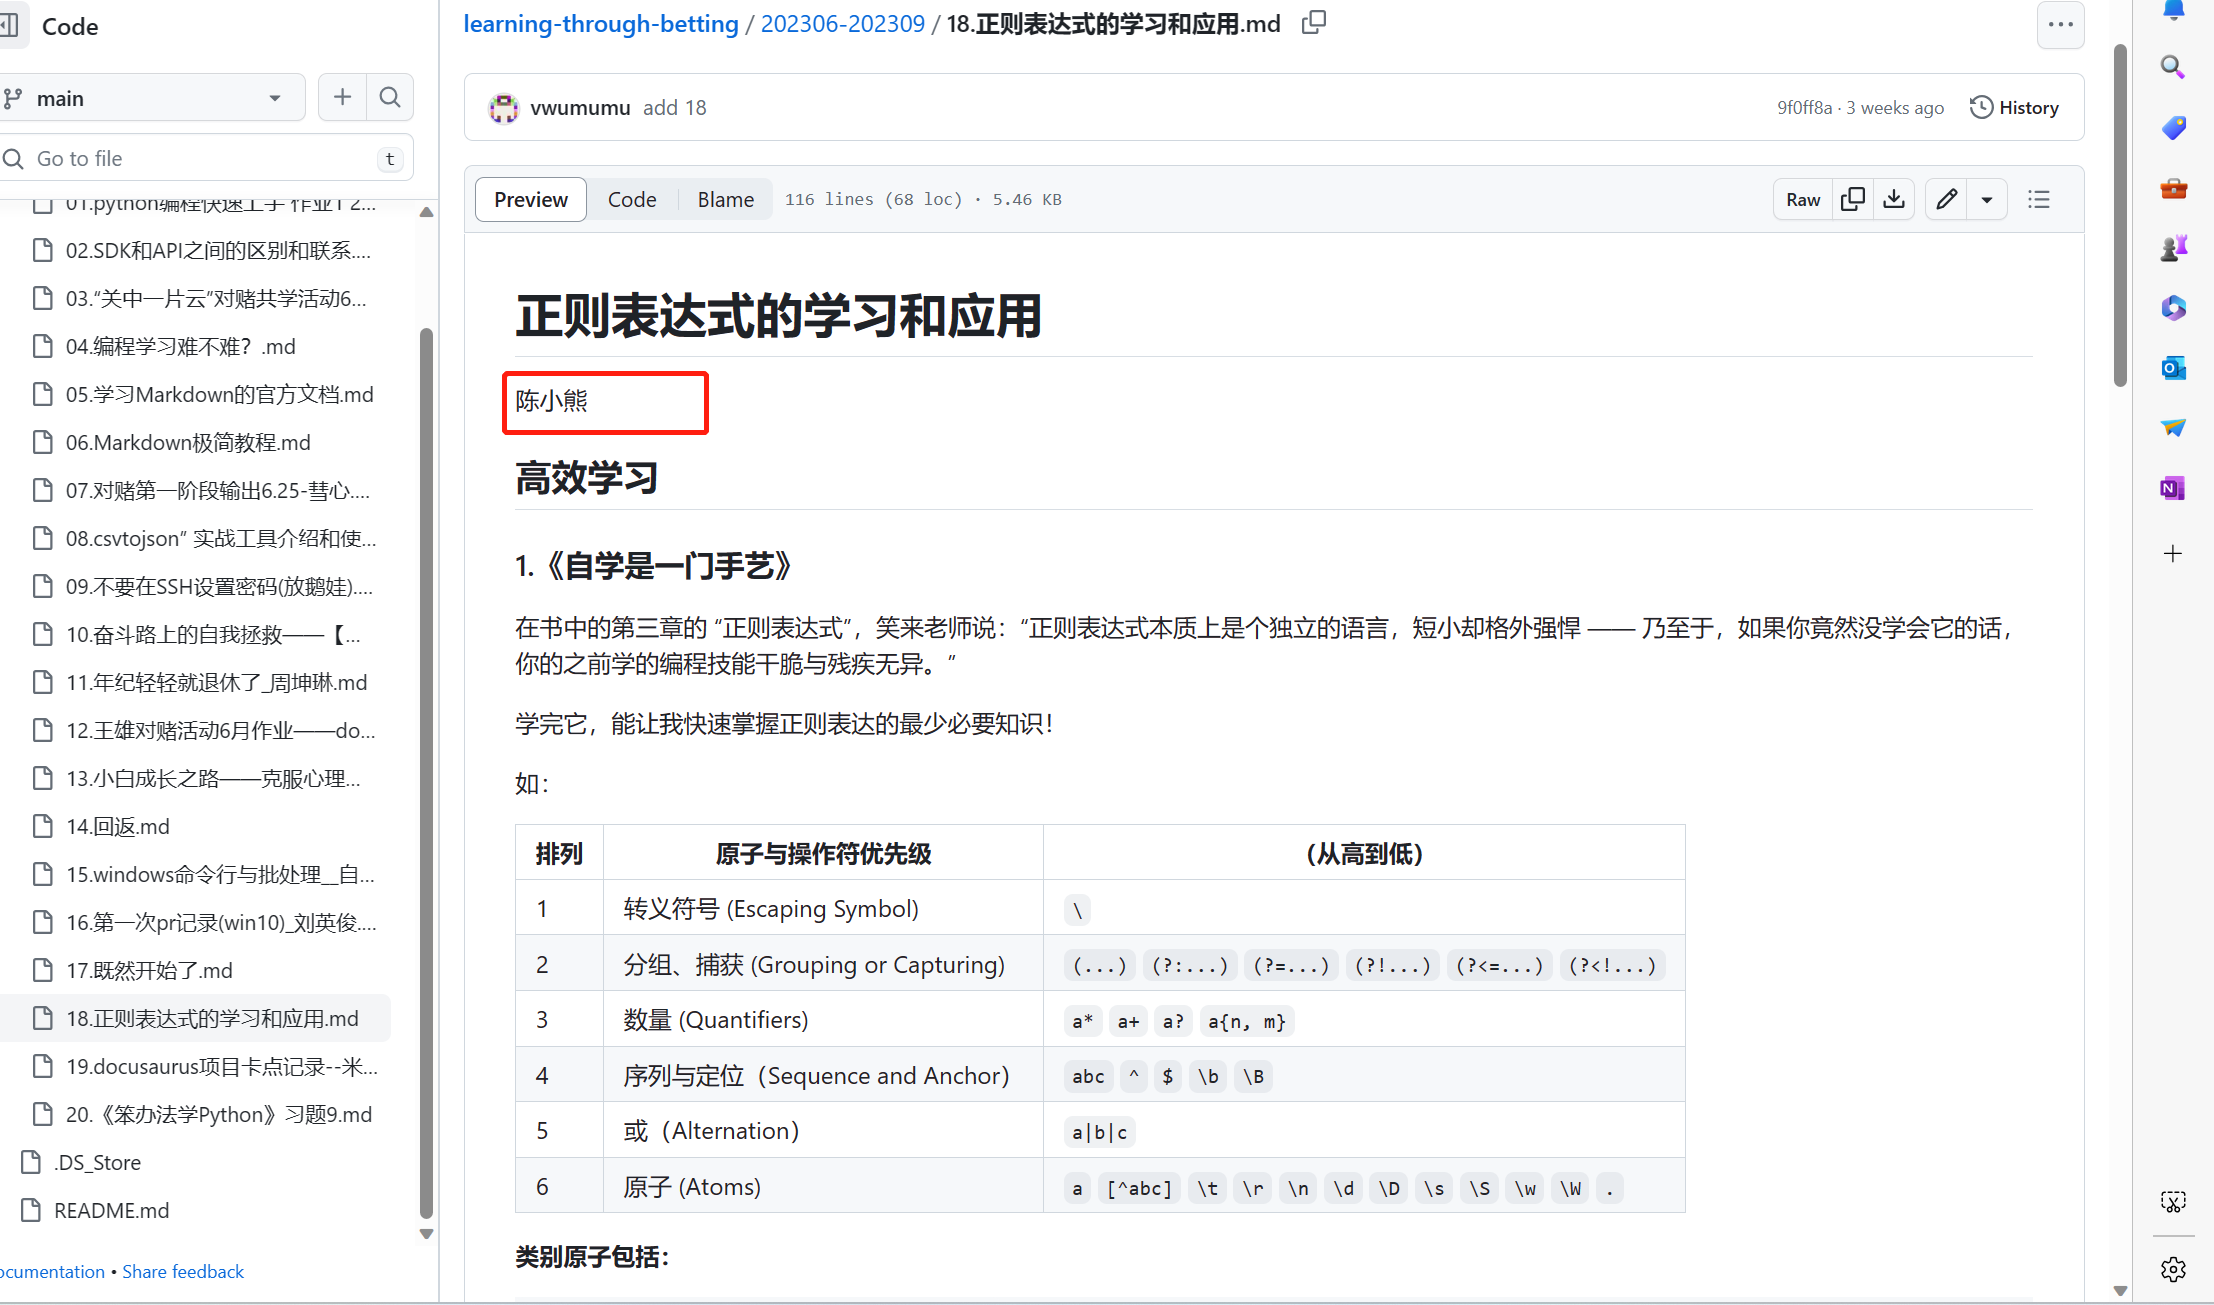 Code
learning-through-betting / 202306-202309 / 18.正则表达式的学习和应用.md
main
Go to file
t
01.python编程快速上手 作业1 2...
02.SDK和API之间的区别和联系....
03.“关中一片云”对赌共学活动6...
04.编程学习难不难？.md
05.学习Markdown的官方文档.md
06.Markdown极简教程.md
07.对赌第一阶段输出6.25-彗心....
08.csvtojson” 实战工具介绍和使...
09.不要在SSH设置密码(放鹅娃)....
10.奋斗路上的自我拯救——【...
11.年纪轻轻就退休了_周坤琳.md
12.王雄对赌活动6月作业——do...
13.小白成长之路——克服心理...
14.回返.md
15.windows命令行与批处理__自...
16.第一次pr记录(win10)_刘英俊....
17.既然开始了.md
18.正则表达式的学习和应用.md
19.docusaurus项目卡点记录--米...
20.《笨办法学Python》习题9.md
.DS_Store
README.md
ocumentation • Share feedback
vwumumu add 18
9f0ff8a · 3 weeks ago
History
Preview
Code
Blame
116 lines (68 loc) · 5.46 KB
Raw
正则表达式的学习和应用
陈小熊
高效学习
1.《自学是一门手艺》
在书中的第三章的 “正则表达式”，笑来老师说：“正则表达式本质上是个独立的语言，短小却格外强悍 —— 乃至于，如果你竟然没学会它的话，
你的之前学的编程技能干脆与残疾无异。”
学完它，能让我快速掌握正则表达的最少必要知识！
如：
排列 原子与操作符优先级 （从高到低）
1 转义符号 (Escaping Symbol) \
2 分组、捕获 (Grouping or Capturing) (...) (?:...) (?=...) (?!...) (?<=...) (?<!...)
3 数量 (Quantifiers) a* a+ a? a{n, m}
4 序列与定位（Sequence and Anchor） abc ^ $ \b \B
5 或（Alternation） a|b|c
6 原子 (Atoms) a [^abc] \t \r \n \d \D \s \S \w \W .
类别原子包括：